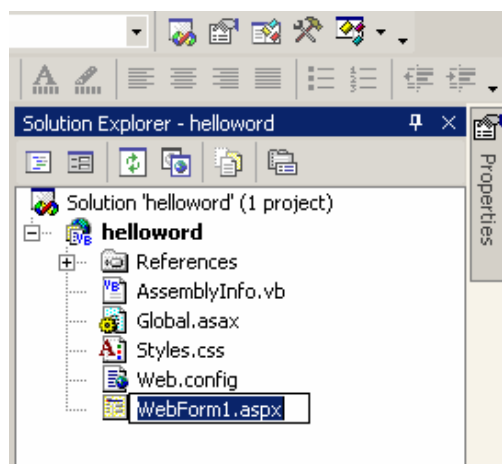 Solution Explorer - helloword
Solution 'helloword' (1 project)
helloword
References
AssemblyInfo.vb
Global.asax
Styles.css
Web.config
WebForm1.aspx
Properties